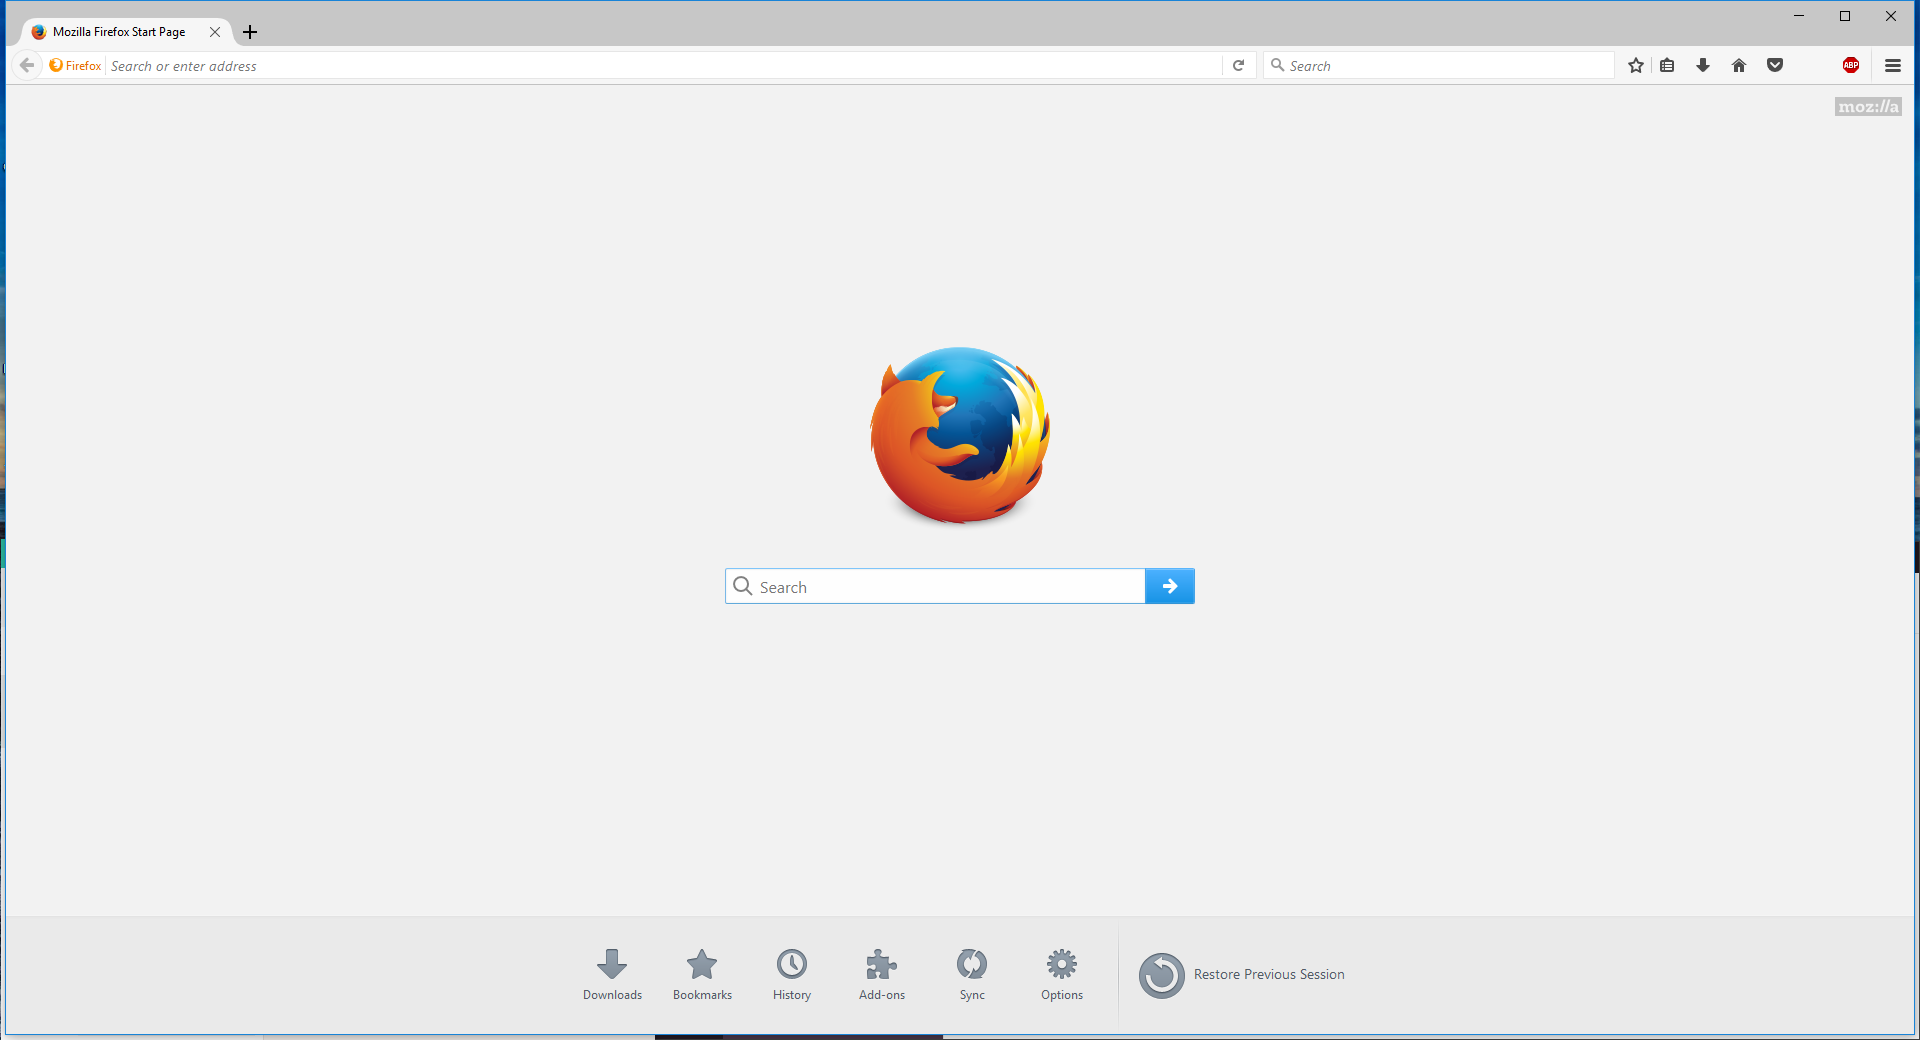 Mozilla Firefox Start Page
Firefox
Search or enter address
Search
ABP
moz://a
Search
Downloads
Bookmarks
History
Add-ons
Sync
Options
Restore Previous Session